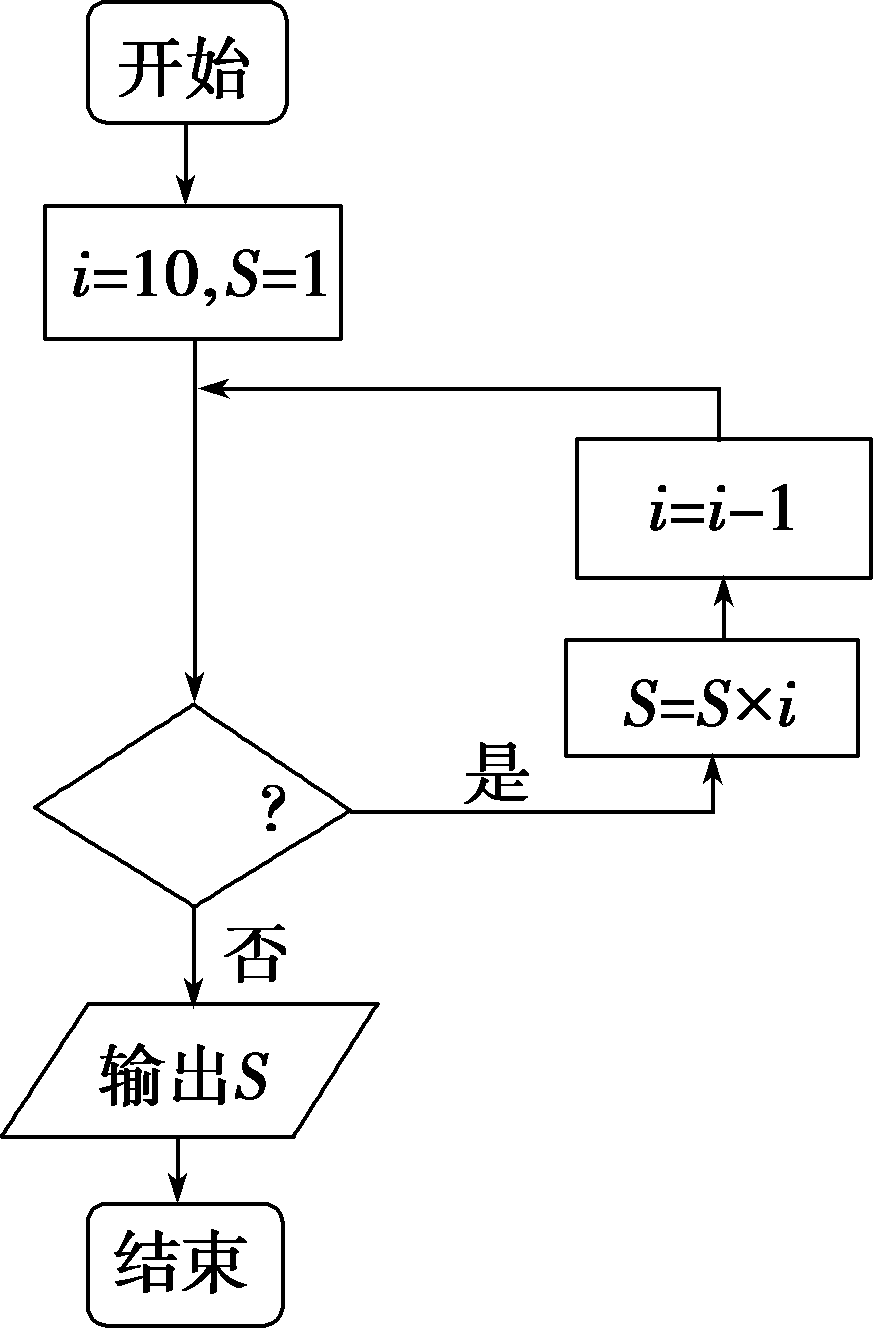 开始
i=10,S=1
i=i-1
S=S×i
?
是
否
输出S
结束